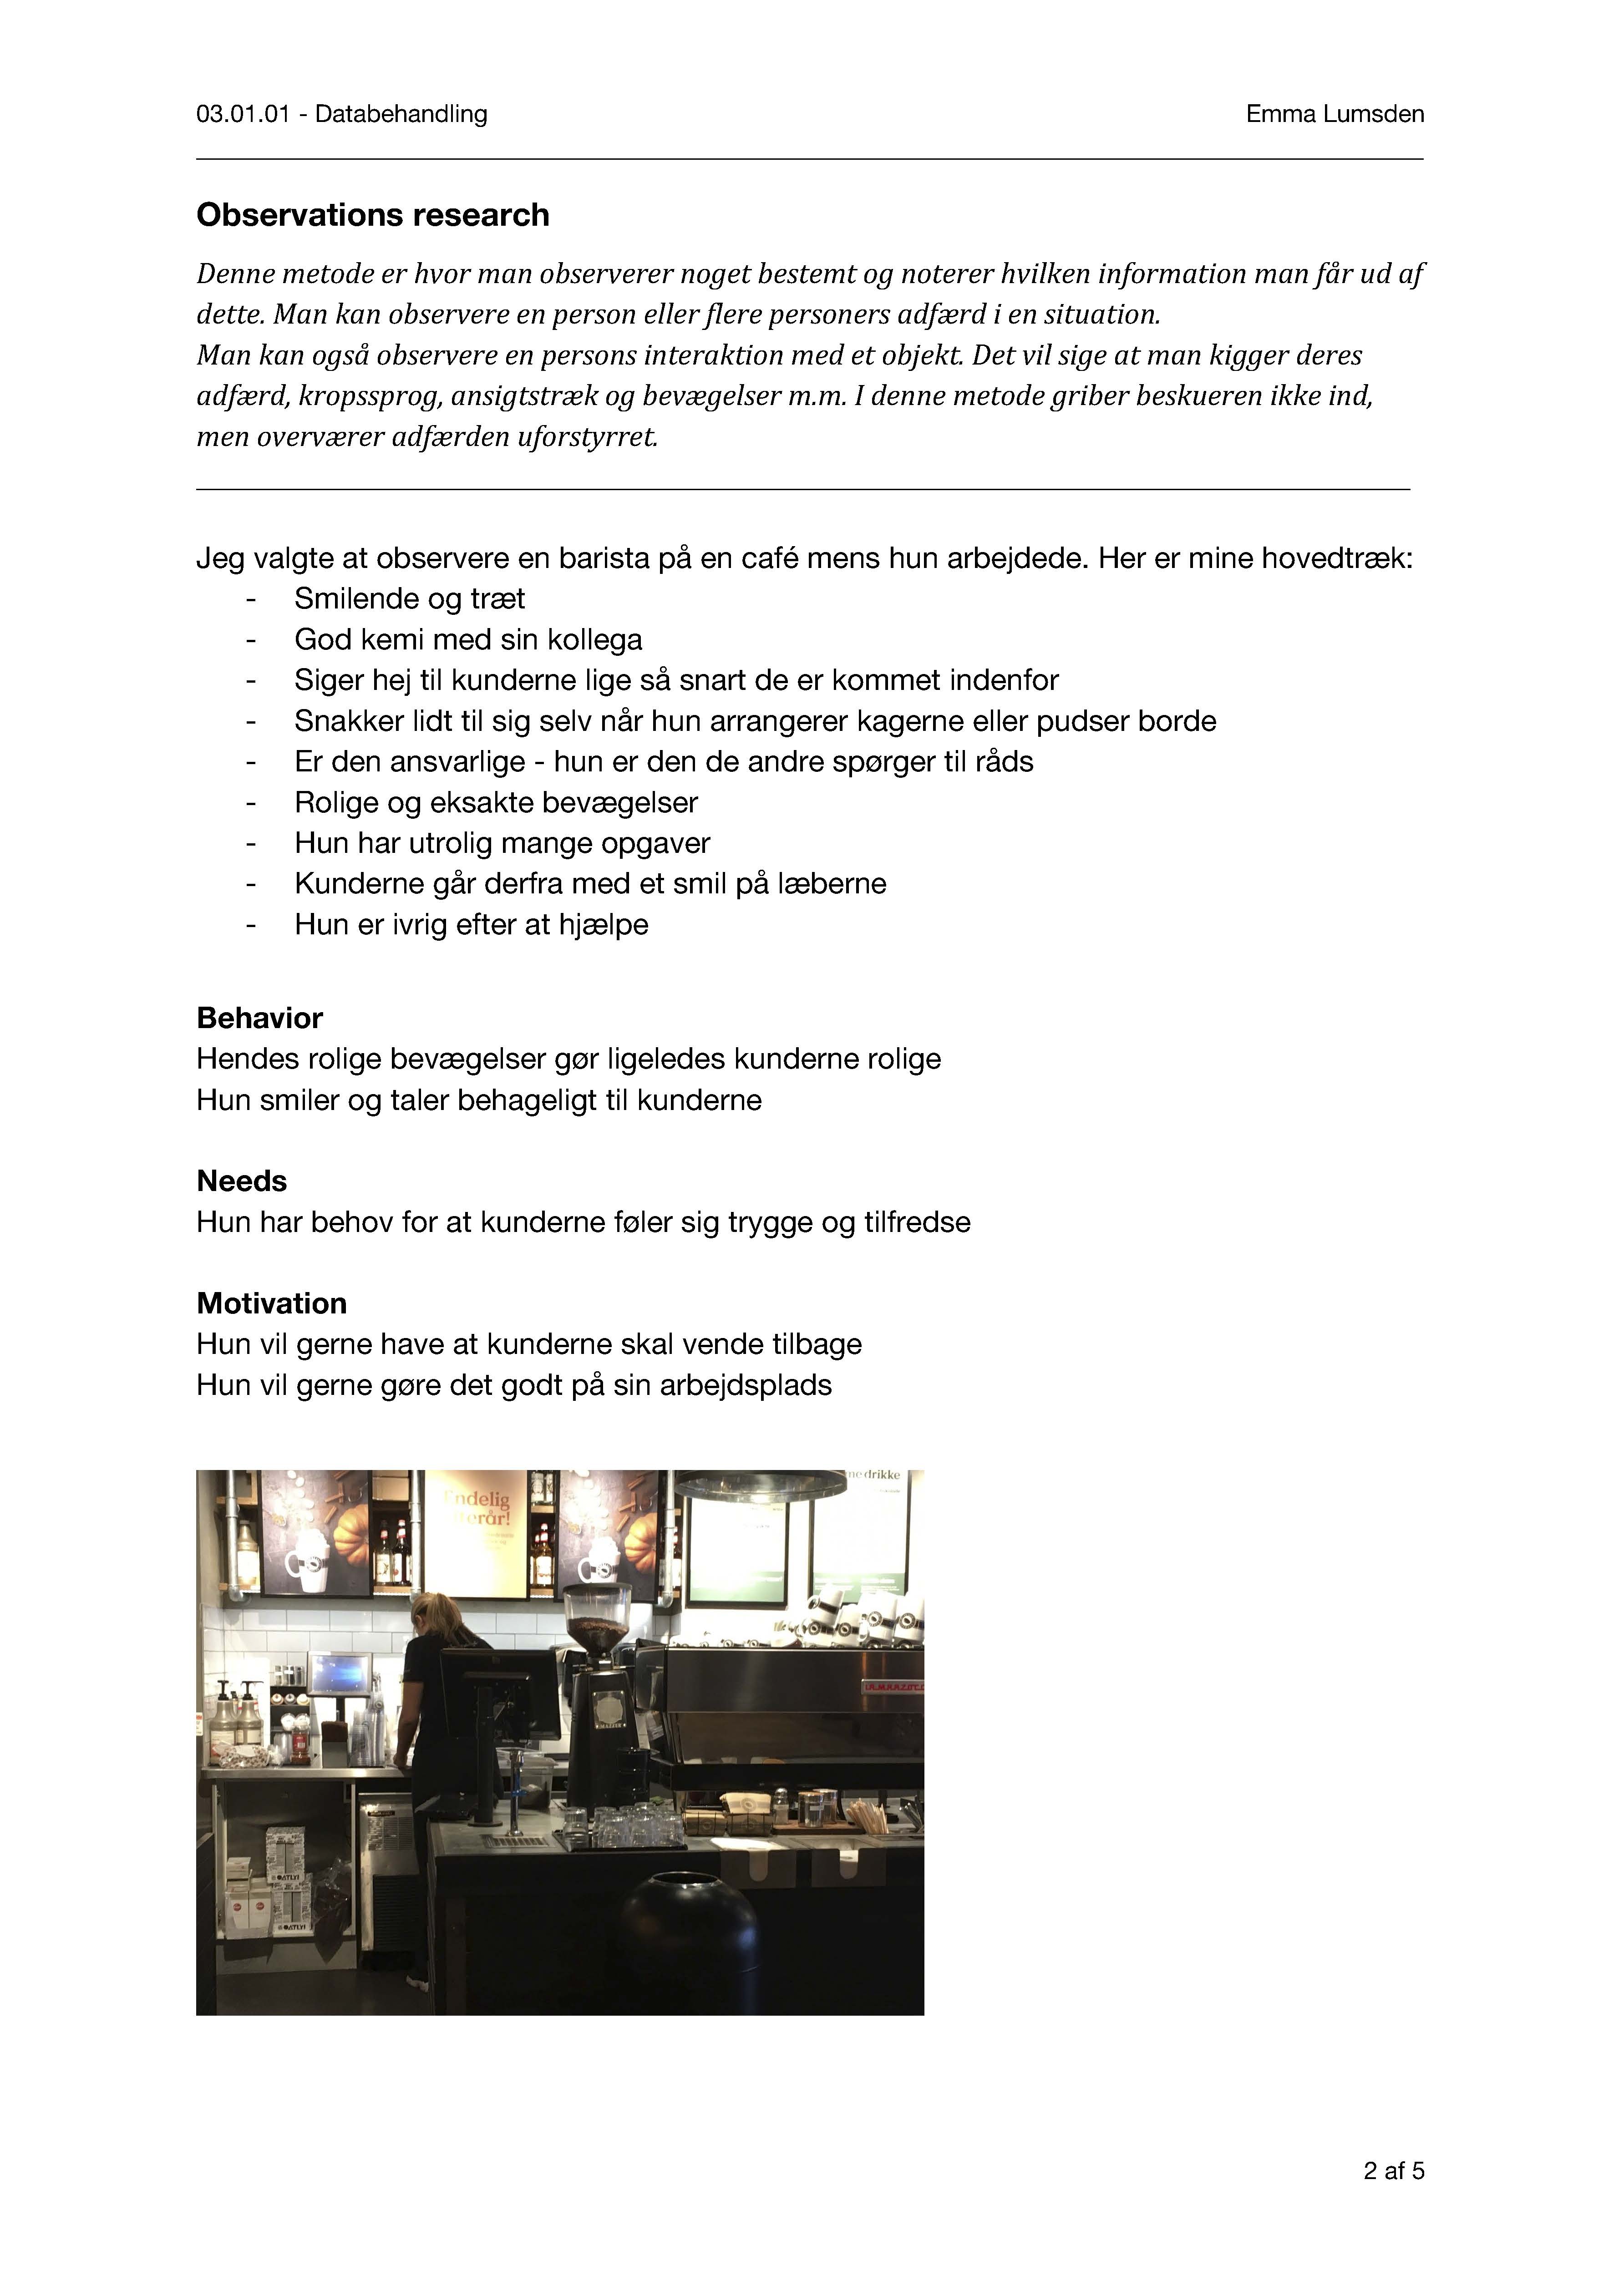 03.01.01 - Databehandling
Emma Lumsden
Observations research
Denne metode er hvor man observerer noget bestemt og noterer hvilken information man får ud af
dette. Man kan observere en person eller flere personers adfærd i en situation.
Man kan også observere en persons interaktion med et objekt. Det vil sige at man kigger deres
adfærd, kropssprog, ansigtstræk og bevægelser m.m. I denne metode griber beskueren ikke ind,
men overværer adfærden uforstyrret.
Jeg valgte at observere en barista på en café mens hun arbejdede. Her er mine hovedtræk:
- Smilende og træt
- God kemi med sin kollega
- Siger hej til kunderne lige så snart de er kommet indenfor
- Snakker lidt til sig selv når hun arrangerer kagerne eller pudser borde
- Er den ansvarlige - hun er den de andre spørger til råds
- Rolige og eksakte bevægelser
- Hun har utrolig mange opgaver
- Kunderne går derfra med et smil på læberne
- Hun er ivrig efter at hjælpe
Behavior
Hendes rolige bevægelser gør ligeledes kunderne rolige
Hun smiler og taler behageligt til kunderne
Needs
Hun har behov for at kunderne føler sig trygge og tilfredse
Motivation
Hun vil gerne have at kunderne skal vende tilbage
Hun vil gerne gøre det godt på sin arbejdsplads
drikke
Endelig
OATLY!
OATLY!
2 af 5